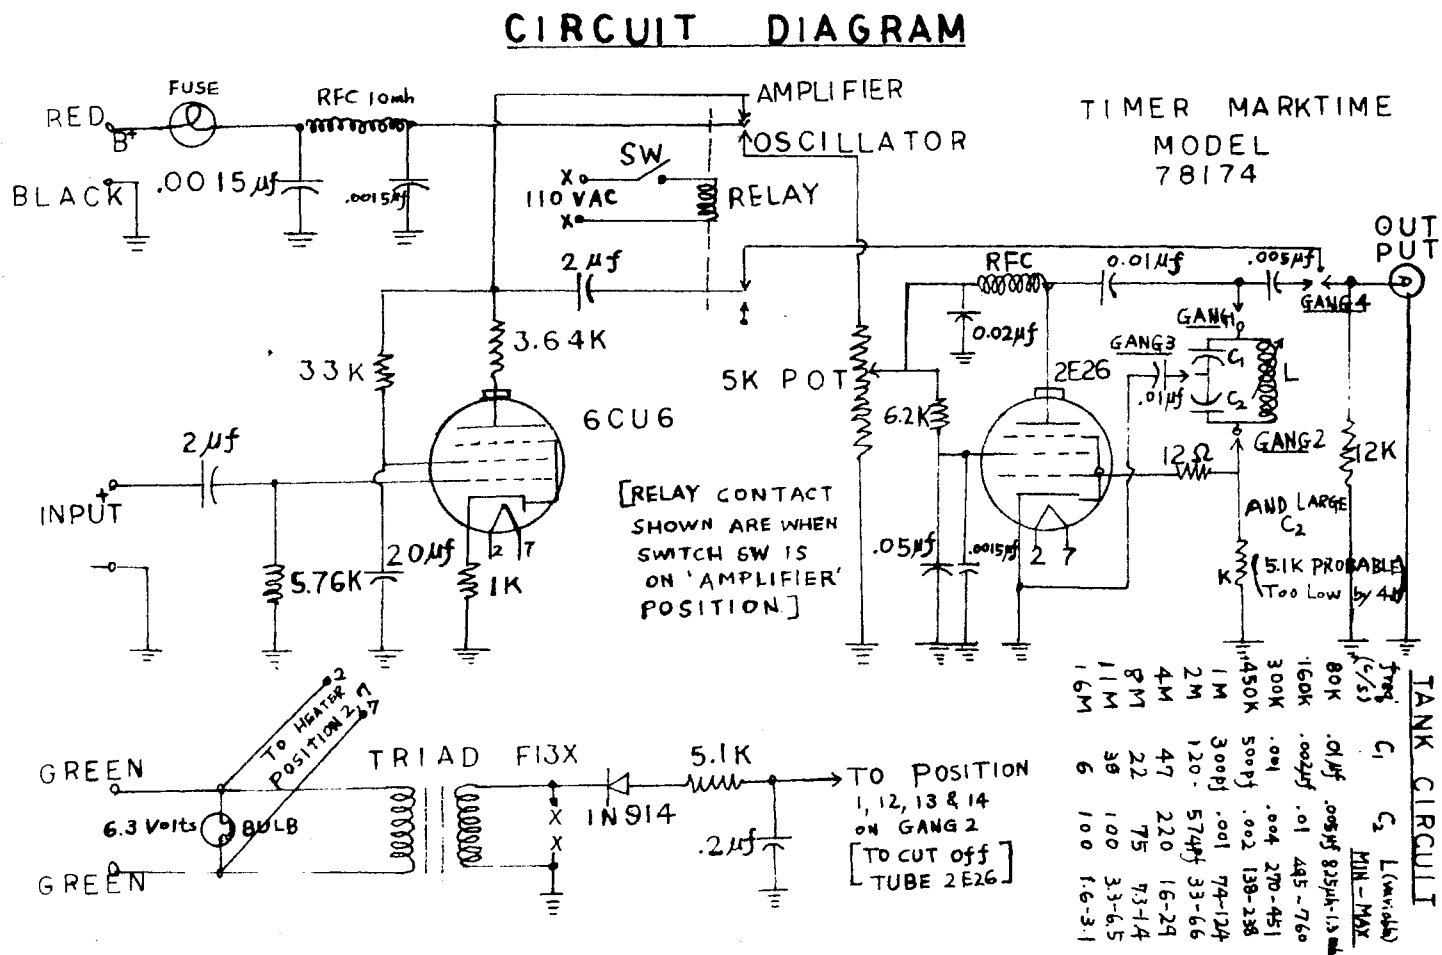 CIRCUIT DIAGRAM
FUSE
RFC 10mh
RED
B+
BLACK
.0015μf
.0015μf
AMPLIFIER
OSCILLATOR
SW
X
110 VAC
X
RELAY
TIMER MARKTIME
MODEL
78174
OUT
PUT
2μf
RFC
0.01μf
.005μf
GANG4
33K
3.64K
0.02μf
GANG1
GANG3
C1
.01μf
C2
L
5K POT
6CU6
6.2K
2E26
GANG2
12Ω
12K
2μf
+
INPUT
[RELAY CONTACT
SHOWN ARE WHEN
SWITCH SW IS
ON 'AMPLIFIER'
POSITION]
AND LARGE
C2
20μf
2 7
5.76K
1K
.05μf
.0015μf
2 7
K
(5.1K PROBABLE
Too Low by
2
TO HEATER
POSITION 2, 7
7
GREEN
6.3 Volts
BULB
GREEN
TRIAD F13X
X
X
1N914
5.1K
.2μf
TO POSITION
1, 12, 13 & 14
ON GANG 2
[TO CUT Off
TUBE 2E26]
TANK CIRCUIT
freq (c/s) C1 C2 L(variable)
MIN-MAX
80K .01μf .005μf 825μh-1.3
160K .002μf .01 495-760
300K .001 .004 270-451
450K 500pf .002 138-238
1M 300pf .001 74-124
2M 120. 574pf 33-66
4M 47 220 16-29
8M 22 75 7.3-14
11M 38 100 3.3-6.5
16M 6 100 1.6-3.1